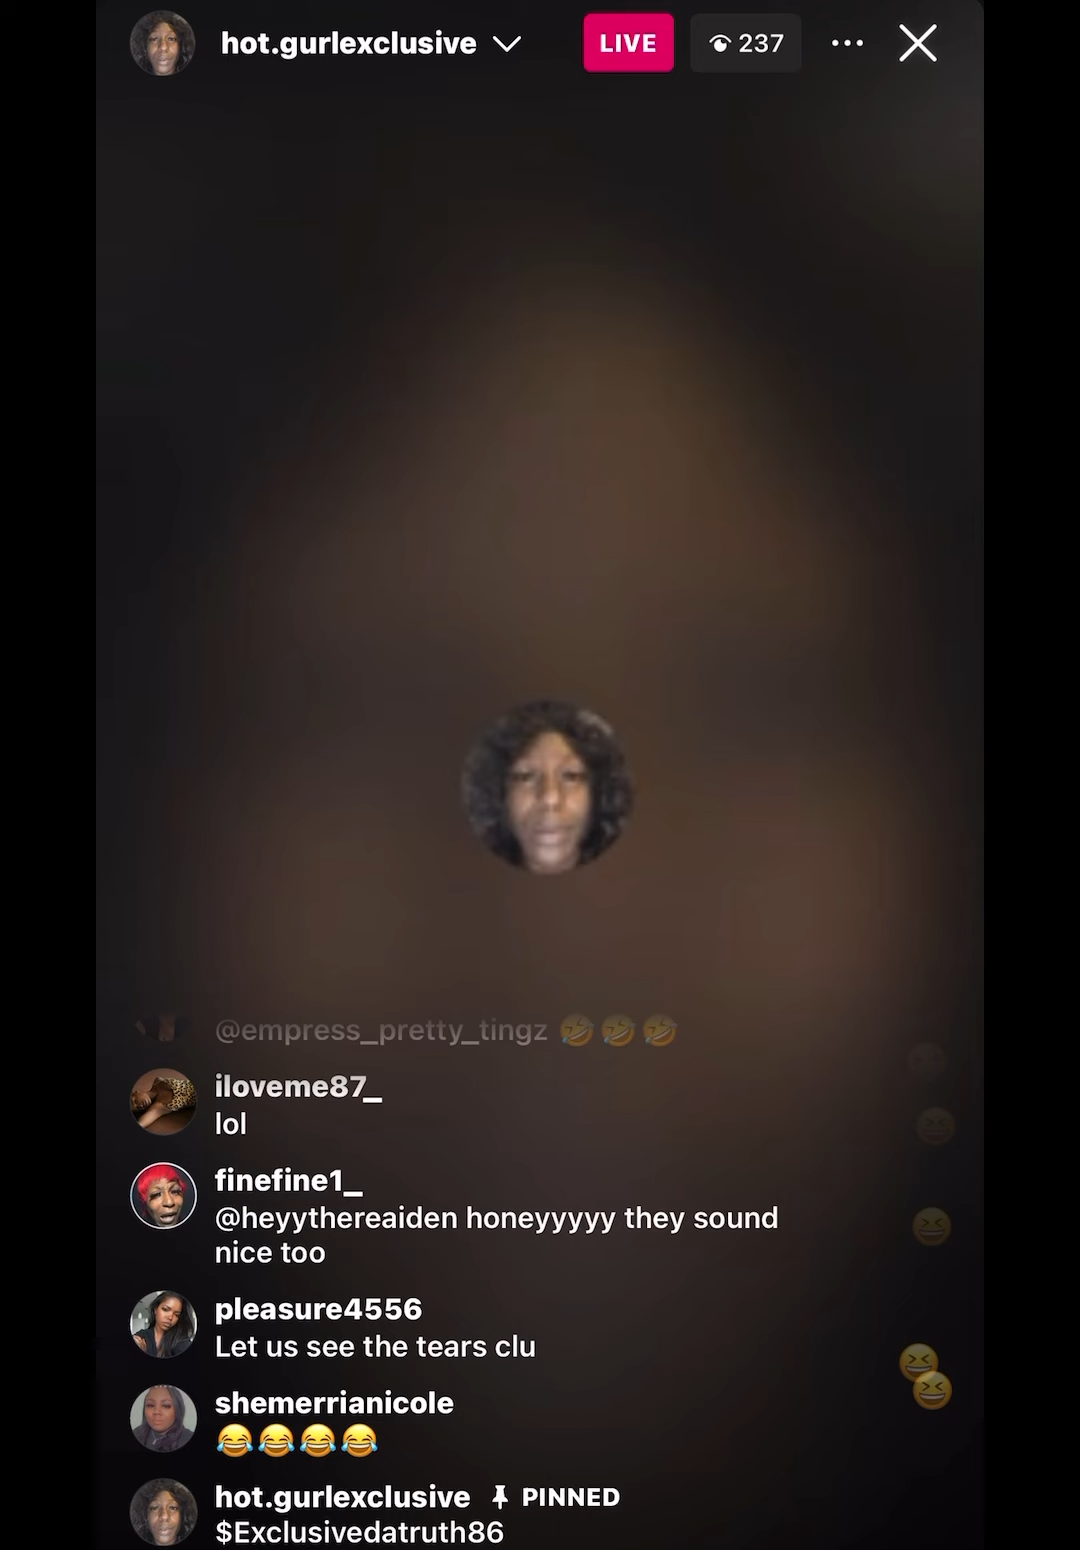 hot.gurlexclusive
LIVE
237
@empress_pretty_tingz 🤣🤣🤣
iloveme87_
lol
finefine1_
@heyythereaiden honeyyyyy they sound
nice too
pleasure4556
Let us see the tears clu
shemerrianicole
😂😂😂😂
hot.gurlexclusive PINNED
$Exclusivedatruth86